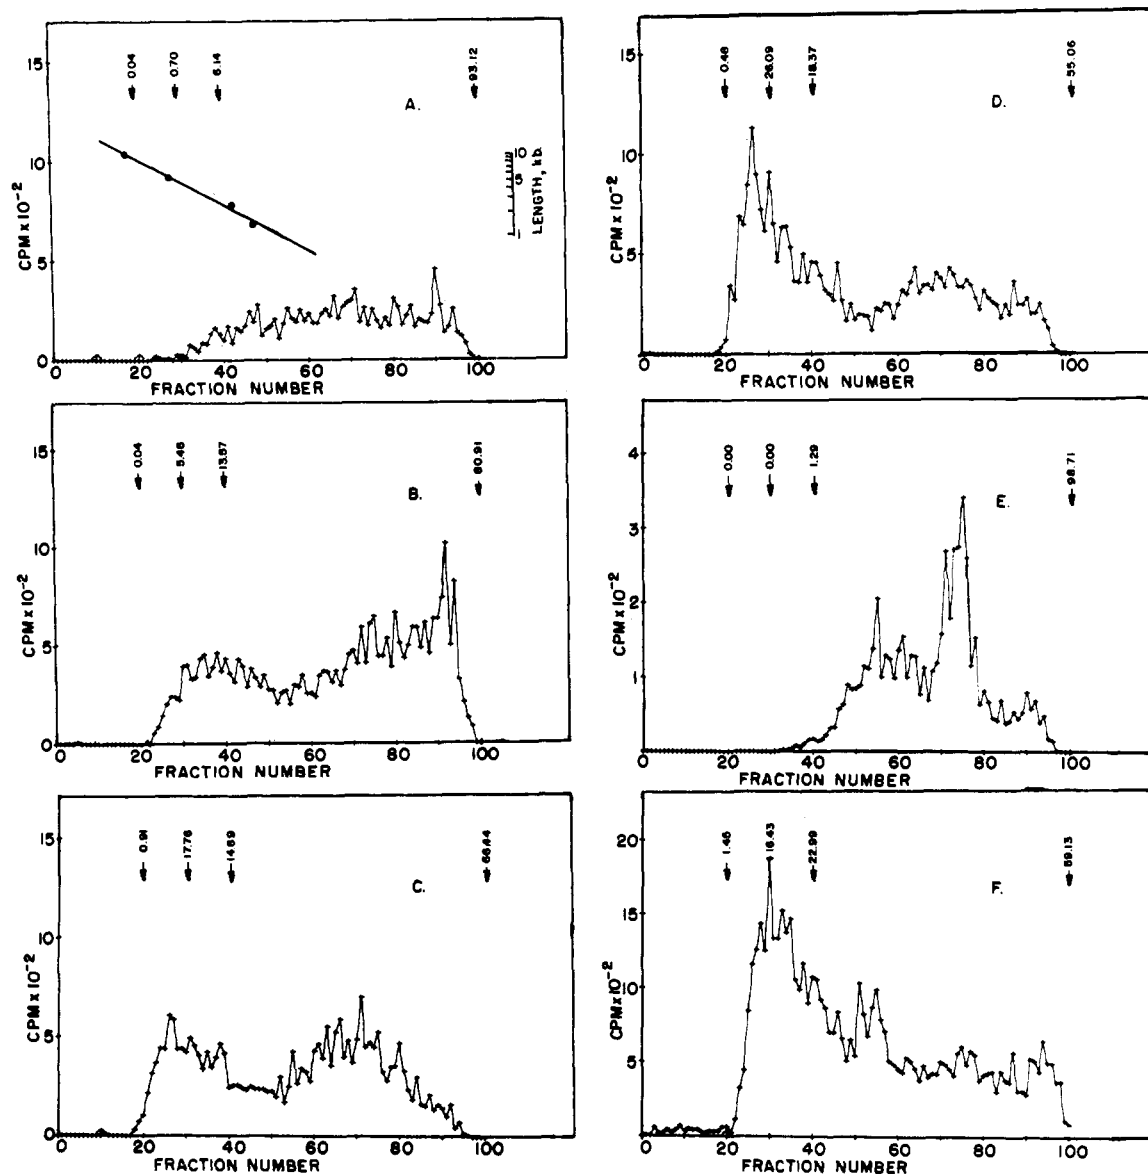 15
10
5
0
CPM x 10⁻²
0.04
0.70
6.14
93.12
A.
10
5
1
LENGTH, kb
0 20 40 60 80 100
FRACTION NUMBER
15
10
5
0
CPM x 10⁻²
0.04
5.48
13.57
80.91
B.
0 20 40 60 80 100
FRACTION NUMBER
15
10
5
0
CPM x 10⁻²
0.91
17.76
14.69
66.64
C.
0 20 40 60 80 100
FRACTION NUMBER
15
10
5
CPM x 10⁻²
0.48
26.09
18.37
55.06
D.
0 20 40 60 80 100
FRACTION NUMBER
4
3
2
1
CPM x 10⁻²
0.00
0.00
1.29
98.71
E.
0 20 40 60 80 100
FRACTION NUMBER
20
15
10
5
CPM x 10⁻²
1.45
16.43
22.99
59.13
F.
0 20 40 60 80 100
FRACTION NUMBER